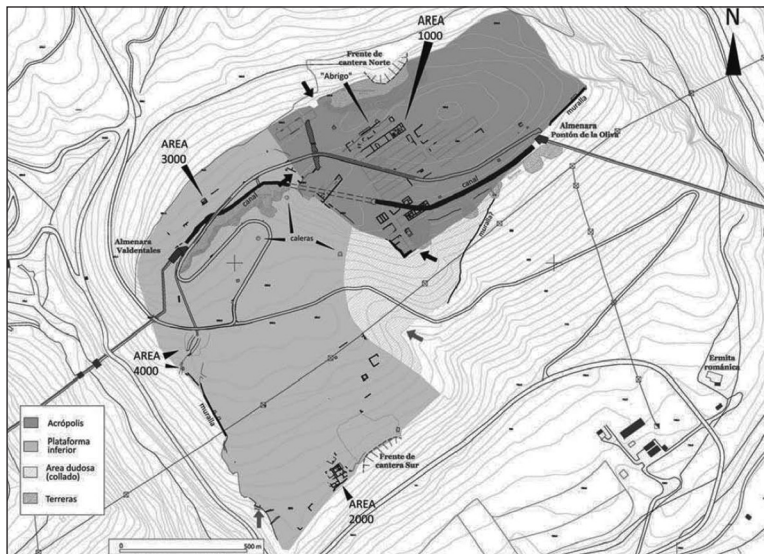 N
AREA
1000
Frente de
cantera Norte
"Abrigo"
muralla
Almenara
Pontón de la Oliva
AREA
3000
canal
canal
Almenara
Valdentales
caleras
muralla?
AREA
4000
muralla
Ermita
románica
Frente de
cantera Sur
AREA
2000
Acrópolis
Plataforma
inferior
Area dudosa
(collado)
Terreras
0
500 m